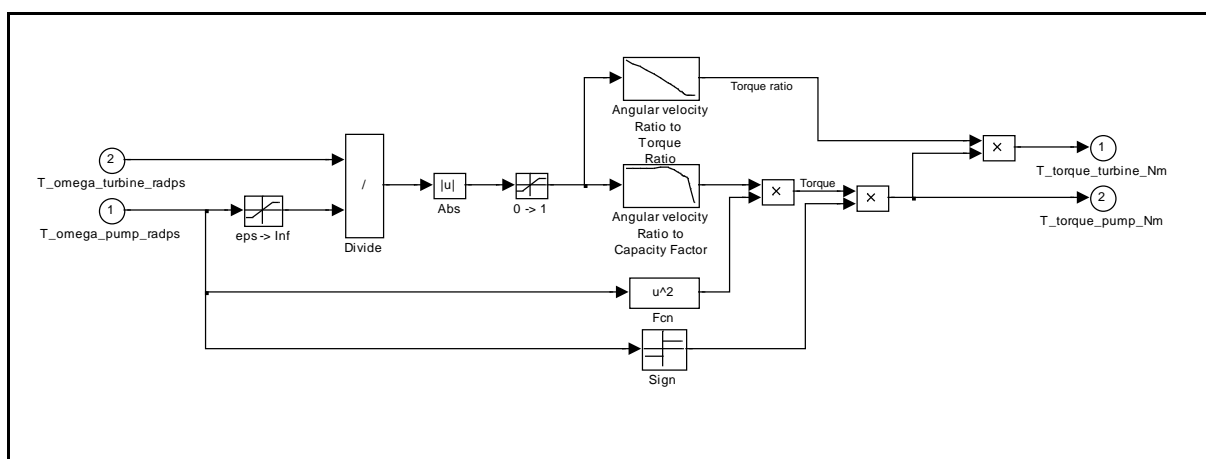 Torque ratio
Angular velocity
Ratio to
Torque
Ratio
2
T_omega_turbine_radps
1
T_omega_pump_radps
eps -> Inf
/
Divide
|u|
Abs
0 -> 1
Angular velocity
Ratio to
Capacity Factor
×
Torque
×
×
1
T_torque_turbine_Nm
2
T_torque_pump_Nm
u^2
Fcn
Sign